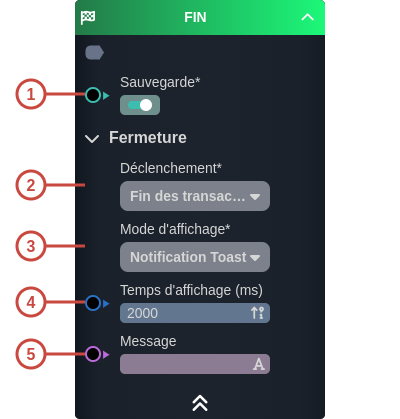 FIN
1
Sauvegarde*
Fermeture
2
Déclenchement*
Fin des transac...
3
Mode d'affichage*
Notification Toast
4
Temps d'affichage (ms)
2000
5
Message